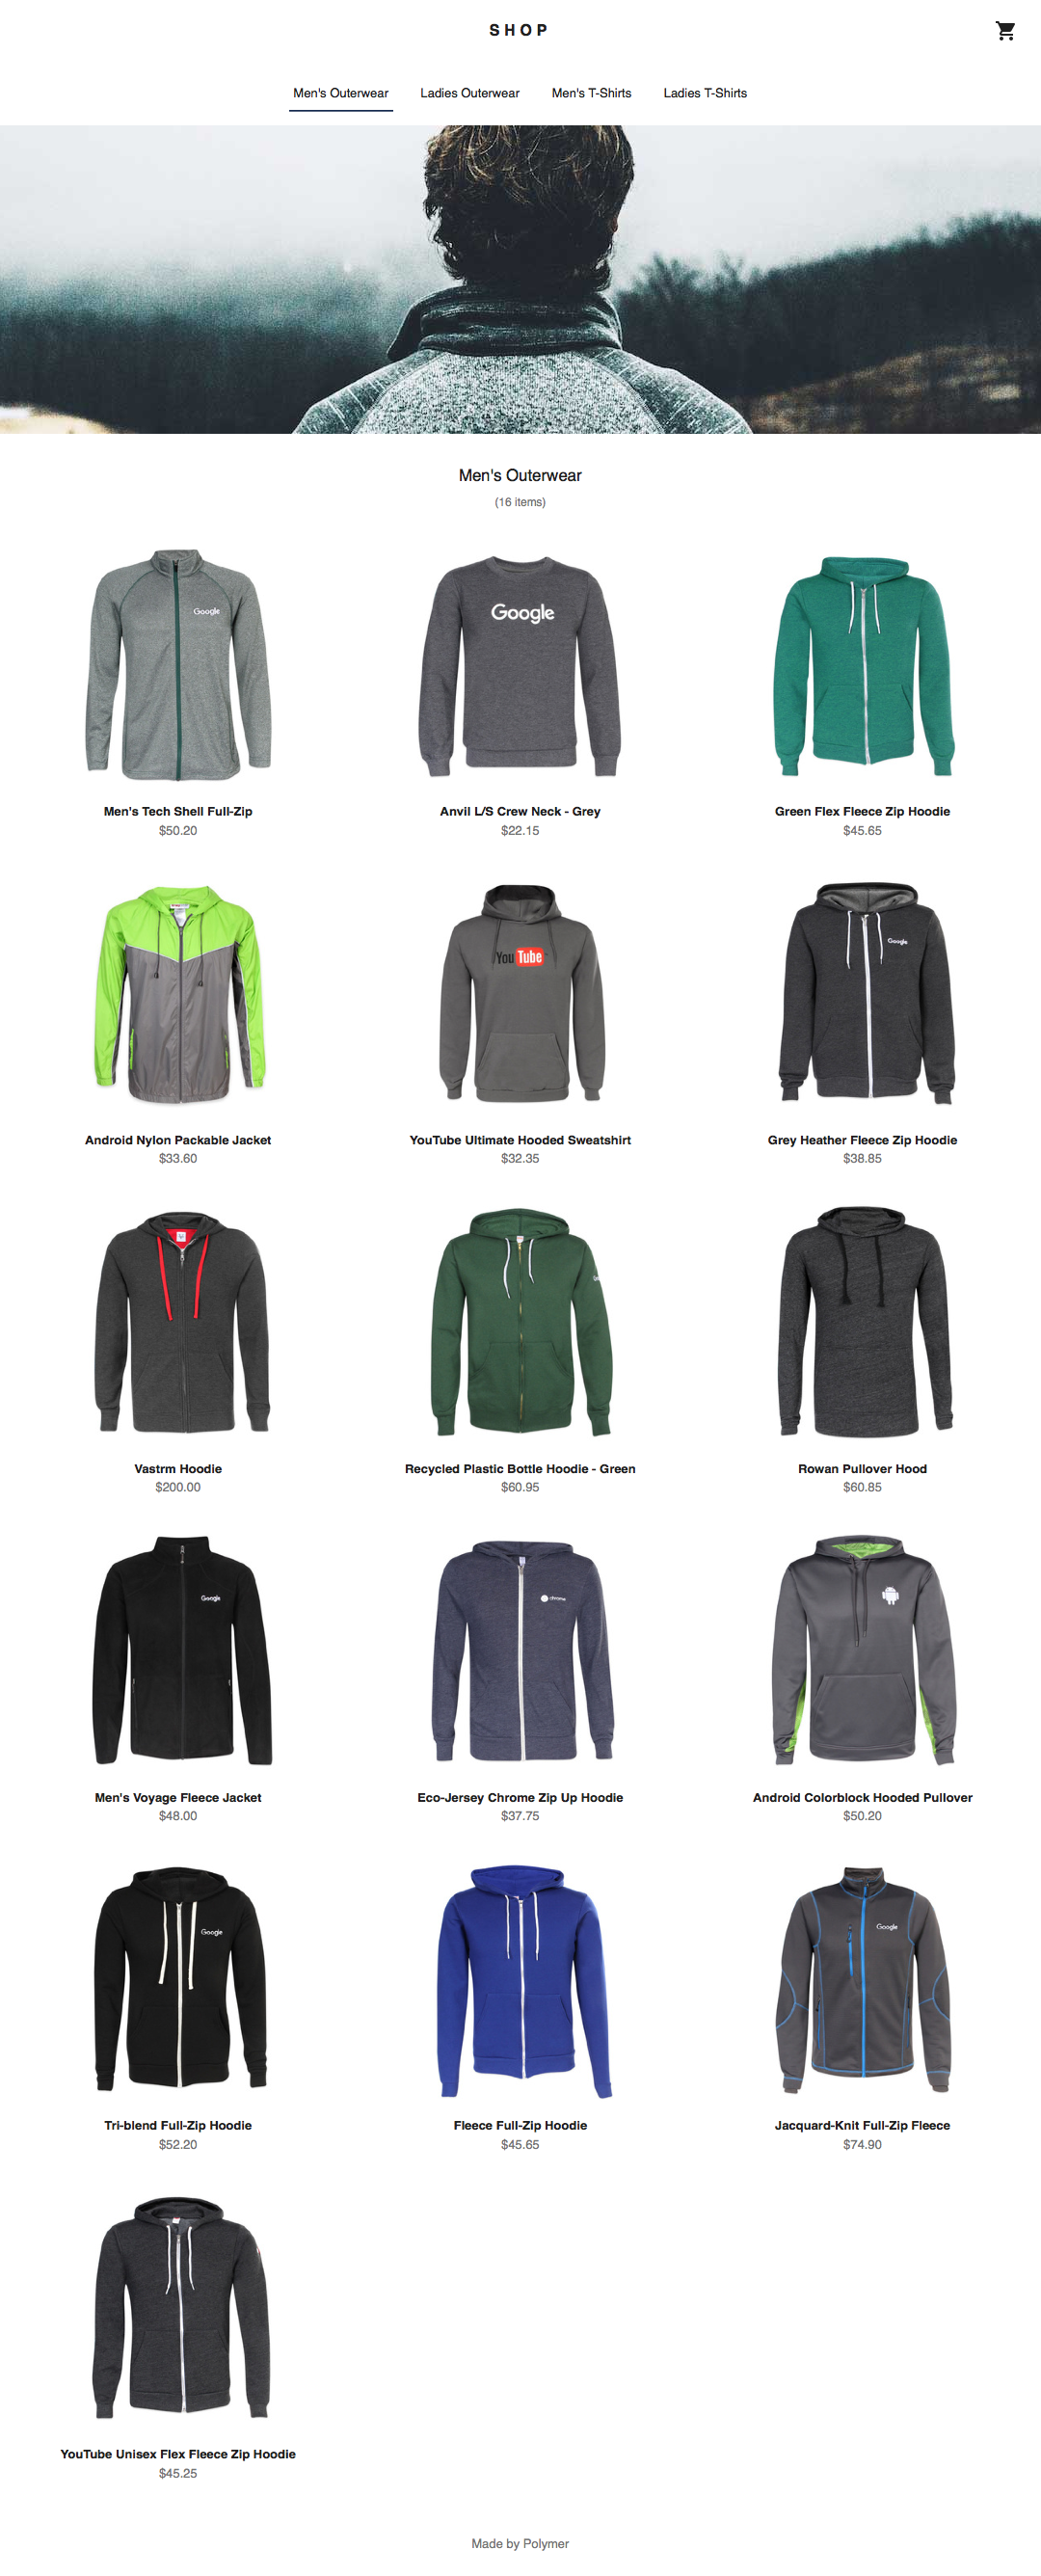 SHOP
Men's Outerwear
Ladies Outerwear
Men's T-Shirts
Ladies T-Shirts
Men's Outerwear
(16 items)
Google
Google
Men's Tech Shell Full-Zip
$50.20
Anvil L/S Crew Neck - Grey
$22.15
Green Flex Fleece Zip Hoodie
$45.65
YouTube
Google
Android Nylon Packable Jacket
$33.60
YouTube Ultimate Hooded Sweatshirt
$32.35
Grey Heather Fleece Zip Hoodie
$38.85
Vastrm Hoodie
$200.00
Recycled Plastic Bottle Hoodie - Green
$60.95
Rowan Pullover Hood
$60.85
Google
chrome
Men's Voyage Fleece Jacket
$48.00
Eco-Jersey Chrome Zip Up Hoodie
$37.75
Android Colorblock Hooded Pullover
$50.20
Google
Google
Tri-blend Full-Zip Hoodie
$52.20
Fleece Full-Zip Hoodie
$45.65
Jacquard-Knit Full-Zip Fleece
$74.90
YouTube Unisex Flex Fleece Zip Hoodie
$45.25
Made by Polymer